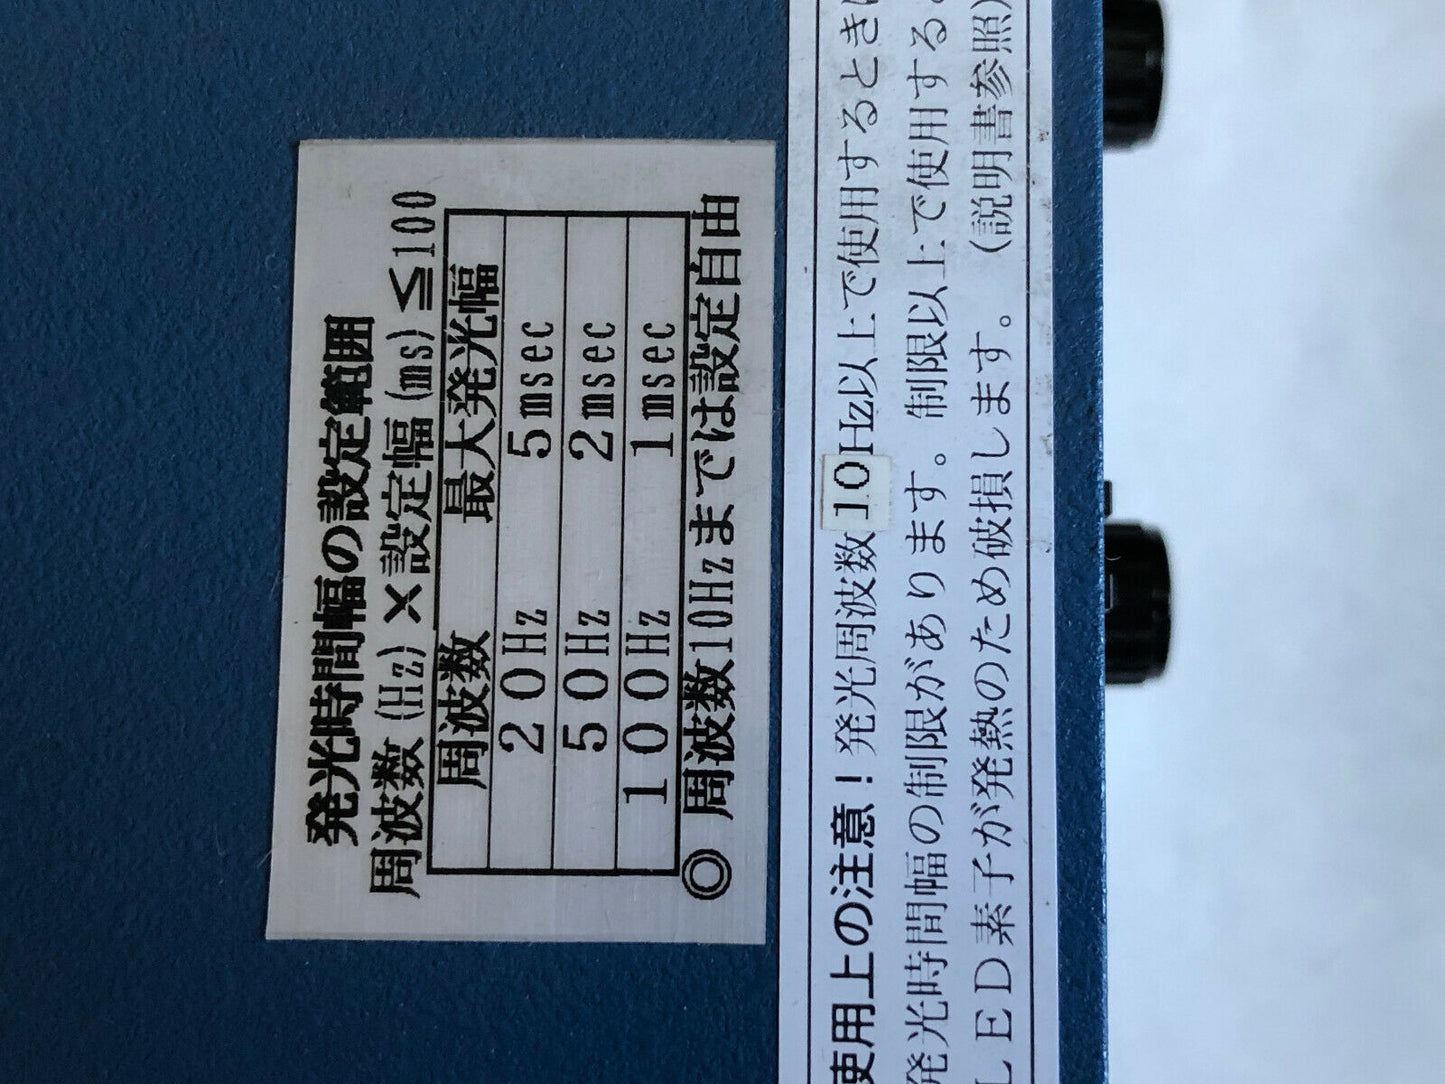 発光時間幅の設定範囲
周波数(Hz)×設定幅(ms)≦100
周波数 最大発光幅
20Hz 5msec
50Hz 2msec
100Hz 1msec
◎ 周波数10Hzまでは設定自由
使用上の注意！発光周波数10Hz以上で使用するとき
発光時間幅の制限があります。制限以上で使用する
LED素子が発熱のため破損します。（説明書参照）